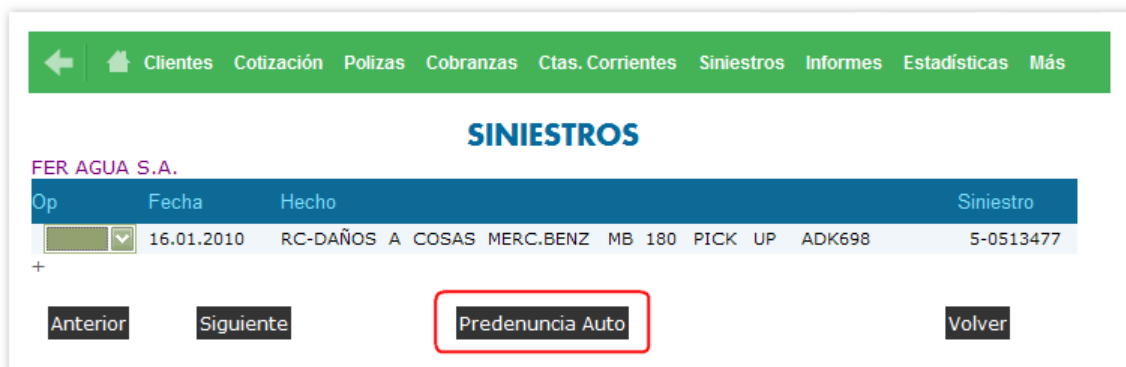 Clientes Cotización Polizas Cobranzas Ctas. Corrientes Siniestros Informes Estadísticas Más
SINIESTROS
FER AGUA S.A.
Op Fecha Hecho Siniestro
16.01.2010 RC-DAÑOS A COSAS MERC.BENZ MB 180 PICK UP ADK698 5-0513477
+
Anterior Siguiente Predenuncia Auto Volver